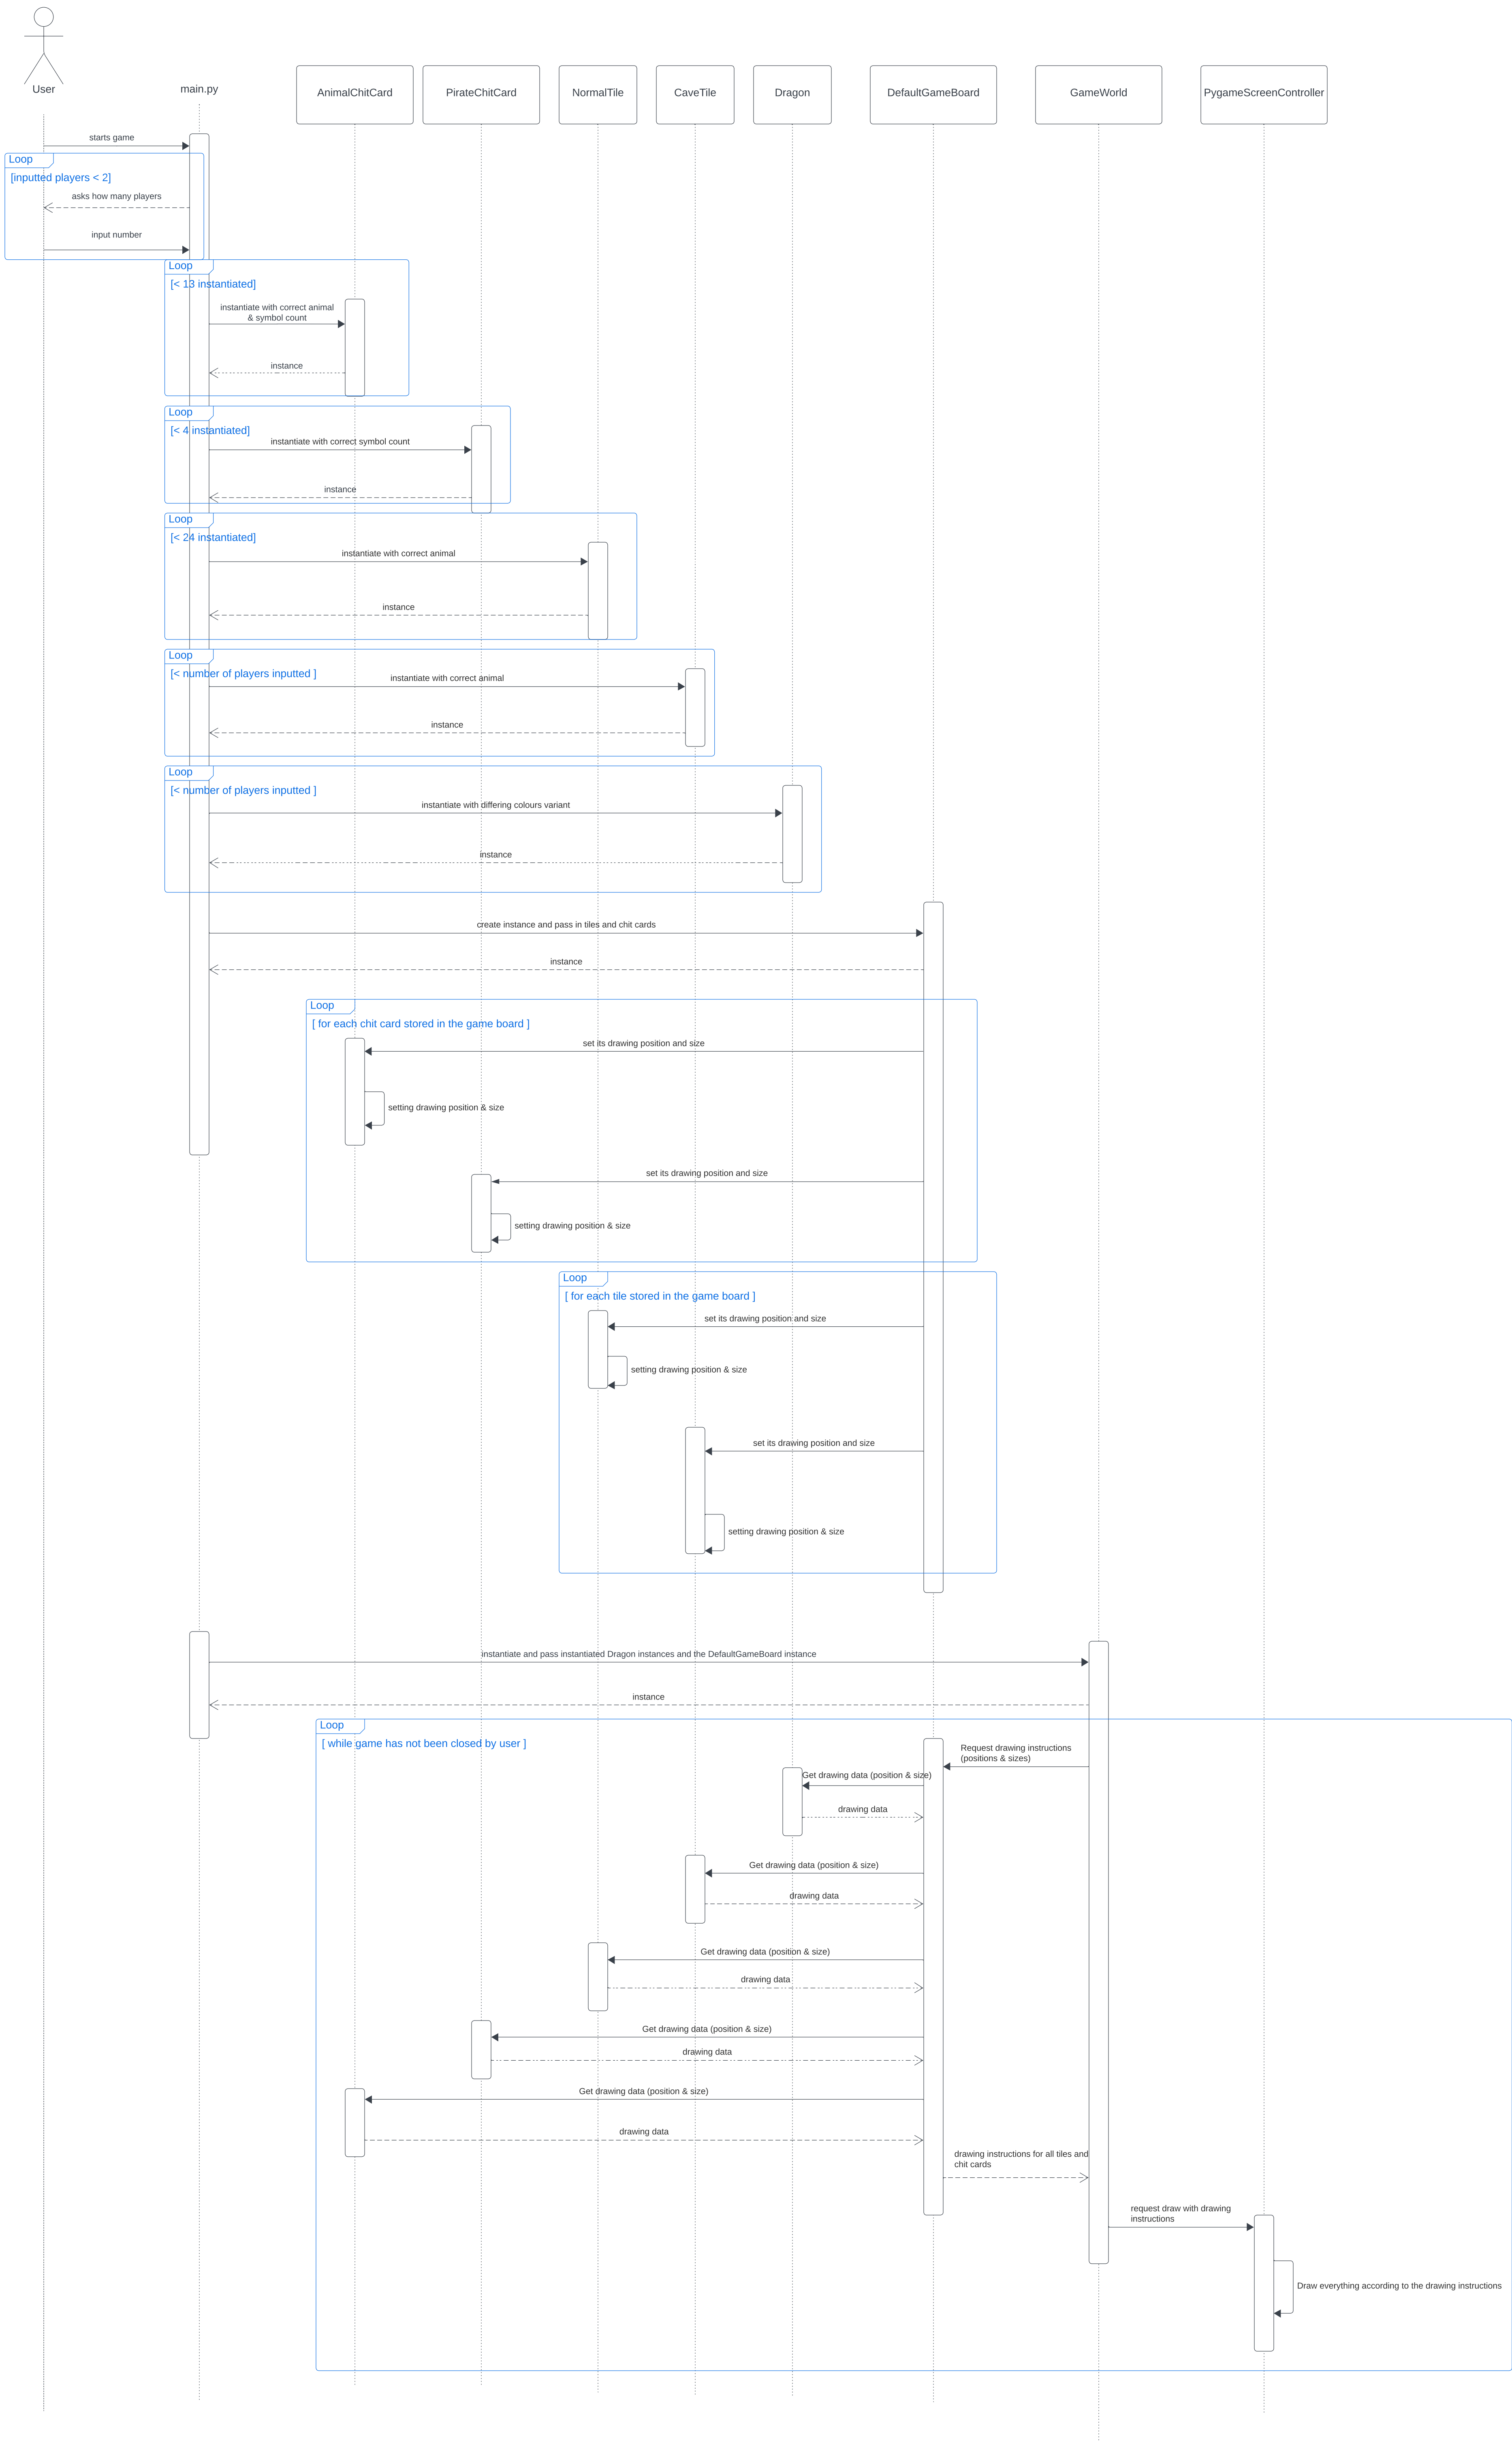 User
main.py
AnimalChitCard
PirateChitCard
NormalTile
CaveTile
Dragon
DefaultGameBoard
GameWorld
PygameScreenController
starts game
Loop
[inputted players < 2]
asks how many players
input number
Loop
[< 13 instantiated]
instantiate with correct animal
& symbol count
instance
Loop
[< 4 instantiated]
instantiate with correct symbol count
instance
Loop
[< 24 instantiated]
instantiate with correct animal
instance
Loop
[< number of players inputted ]
instantiate with correct animal
instance
Loop
[< number of players inputted ]
instantiate with differing colours variant
instance
create instance and pass in tiles and chit cards
instance
Loop
[ for each chit card stored in the game board ]
set its drawing position and size
setting drawing position & size
set its drawing position and size
setting drawing position & size
Loop
[ for each tile stored in the game board ]
set its drawing position and size
setting drawing position & size
set its drawing position and size
setting drawing position & size
instantiate and pass instantiated Dragon instances and the DefaultGameBoard instance
instance
Loop
[ while game has not been closed by user ]
Request drawing instructions
(positions & sizes)
Get drawing data (position & size)
drawing data
Get drawing data (position & size)
drawing data
Get drawing data (position & size)
drawing data
Get drawing data (position & size)
drawing data
Get drawing data (position & size)
drawing data
drawing instructions for all tiles and
chit cards
request draw with drawing
instructions
Draw everything according to the drawing instructions